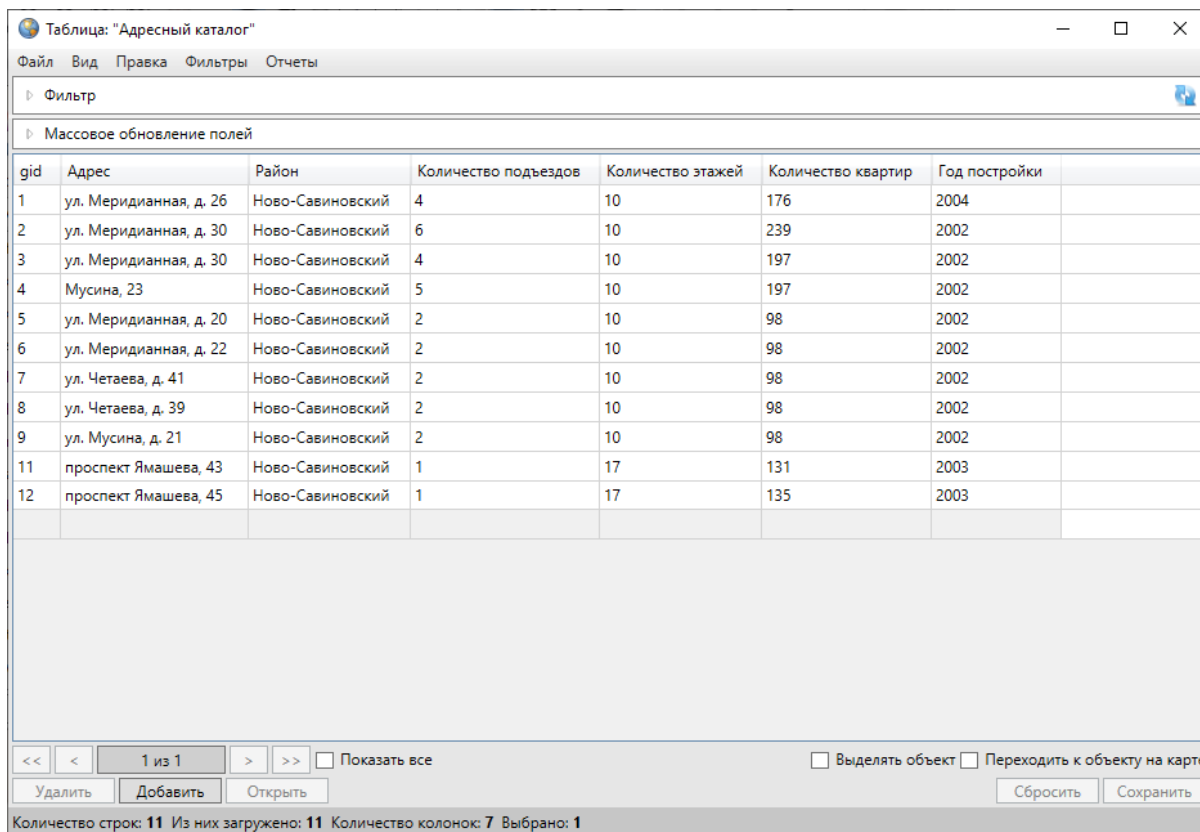 Таблица: "Адресный каталог"
Файл Вид Правка Фильтры Отчеты
Фильтр
Массовое обновление полей
gid Адрес Район Количество подъездов Количество этажей Количество квартир Год постройки
1 ул. Меридианная, д. 26 Ново-Савиновский 4 10 176 2004
2 ул. Меридианная, д. 30 Ново-Савиновский 6 10 239 2002
3 ул. Меридианная, д. 30 Ново-Савиновский 4 10 197 2002
4 Мусина, 23 Ново-Савиновский 5 10 197 2002
5 ул. Меридианная, д. 20 Ново-Савиновский 2 10 98 2002
6 ул. Меридианная, д. 22 Ново-Савиновский 2 10 98 2002
7 ул. Четаева, д. 41 Ново-Савиновский 2 10 98 2002
8 ул. Четаева, д. 39 Ново-Савиновский 2 10 98 2002
9 ул. Мусина, д. 21 Ново-Савиновский 2 10 98 2002
11 проспект Ямашева, 43 Ново-Савиновский 1 17 131 2003
12 проспект Ямашева, 45 Ново-Савиновский 1 17 135 2003
<< < 1 из 1 > >> Показать все Выделять объект Переходить к объекту на карте
Удалить Добавить Открыть Сбросить Сохранить
Количество строк: 11 Из них загружено: 11 Количество колонок: 7 Выбрано: 1